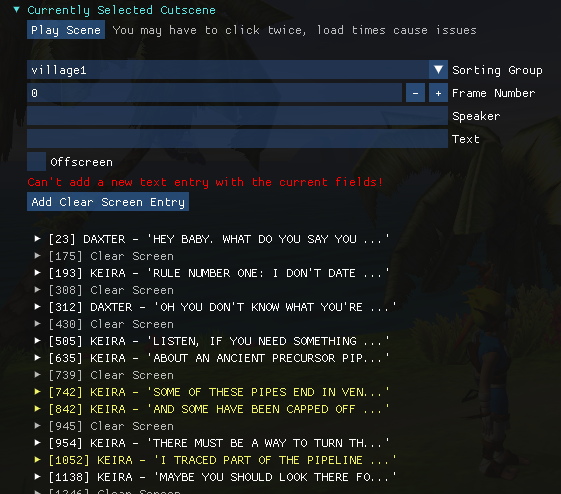 Currently Selected Cutscene
Play Scene You may have to click twice, load times cause issues
village1 Sorting Group
0 - + Frame Number
Speaker
Text
Offscreen
Can't add a new text entry with the current fields!
Add Clear Screen Entry
[23] DAXTER - 'HEY BABY. WHAT DO YOU SAY YOU ...'
[175] Clear Screen
[193] KEIRA - 'RULE NUMBER ONE: I DON'T DATE ...'
[308] Clear Screen
[312] DAXTER - 'OH YOU DON'T KNOW WHAT YOU'RE ...'
[430] Clear Screen
[505] KEIRA - 'LISTEN, IF YOU NEED SOMETHING ...'
[635] KEIRA - 'ABOUT AN ANCIENT PRECURSOR PIP...'
[739] Clear Screen
[742] KEIRA - 'SOME OF THESE PIPES END IN VEN...'
[842] KEIRA - 'AND SOME HAVE BEEN CAPPED OFF ...'
[945] Clear Screen
[954] KEIRA - 'THERE MUST BE A WAY TO TURN TH...'
[1052] KEIRA - 'I TRACED PART OF THE PIPELINE ...'
[1138] KEIRA - 'MAYBE YOU SHOULD LOOK THERE FO...'
[1246] Clear Screen